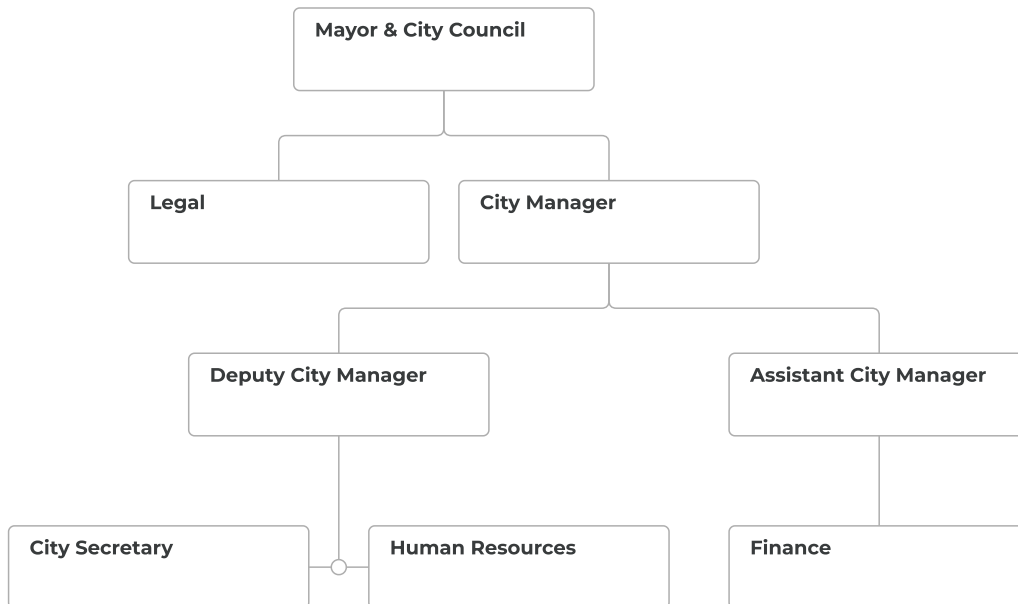 Mayor & City Council
Legal
City Manager
Deputy City Manager
Assistant City Manager
City Secretary
Human Resources
Finance